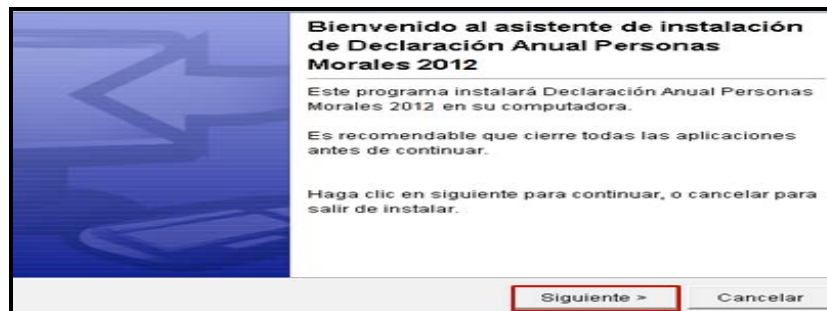 Bienvenido al asistente de instalación
de Declaración Anual Personas
Morales 2012
Este programa instalará Declaración Anual Personas
Morales 2012 en su computadora.
Es recomendable que cierre todas las aplicaciones
antes de continuar.
Haga clic en siguiente para continuar, o cancelar para
salir de instalar.
Siguiente >
Cancelar